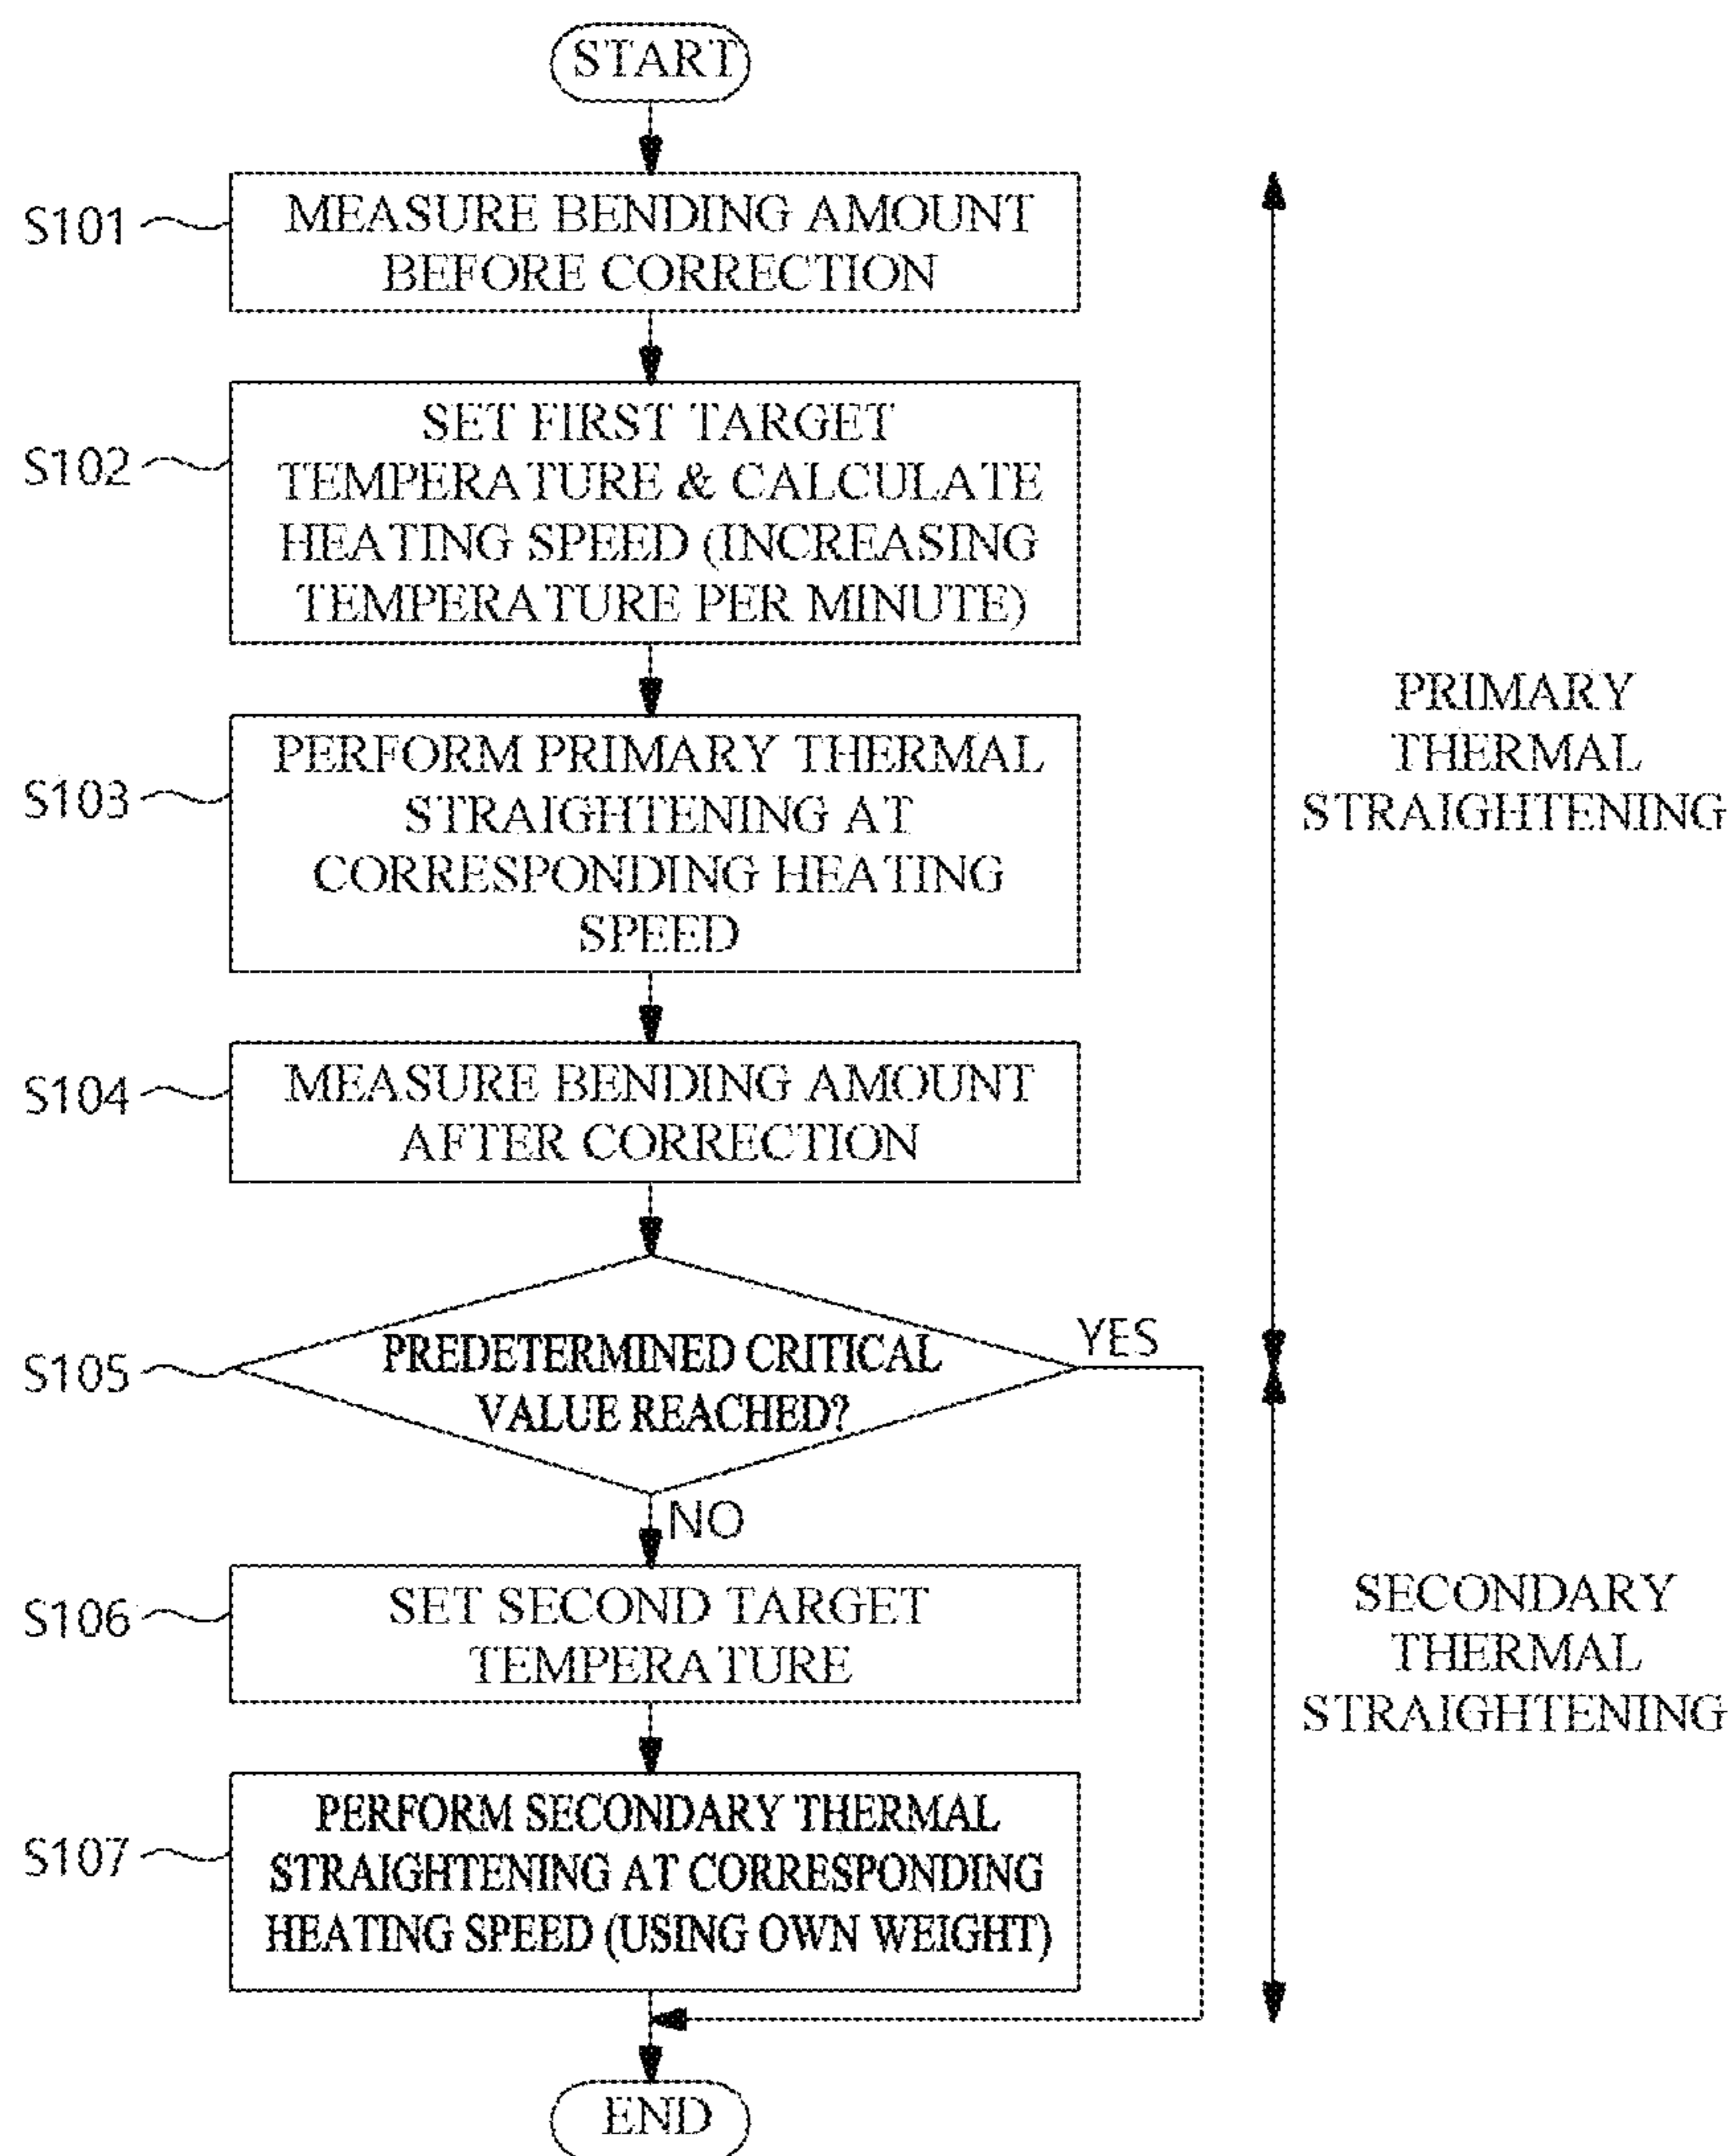 START
S101
MEASURE BENDING AMOUNT
BEFORE CORRECTION
S102
SET FIRST TARGET
TEMPERATURE & CALCULATE
HEATING SPEED (INCREASING
TEMPERATURE PER MINUTE)
S103
PERFORM PRIMARY THERMAL
STRAIGHTENING AT
CORRESPONDING HEATING
SPEED
PRIMARY
THERMAL
STRAIGHTENING
S104
MEASURE BENDING AMOUNT
AFTER CORRECTION
S105
PREDETERMINED CRITICAL
VALUE REACHED?
YES
NO
S106
SET SECOND TARGET
TEMPERATURE
SECONDARY
THERMAL
STRAIGHTENING
S107
PERFORM SECONDARY THERMAL
STRAIGHTENING AT CORRESPONDING
HEATING SPEED (USING OWN WEIGHT)
END